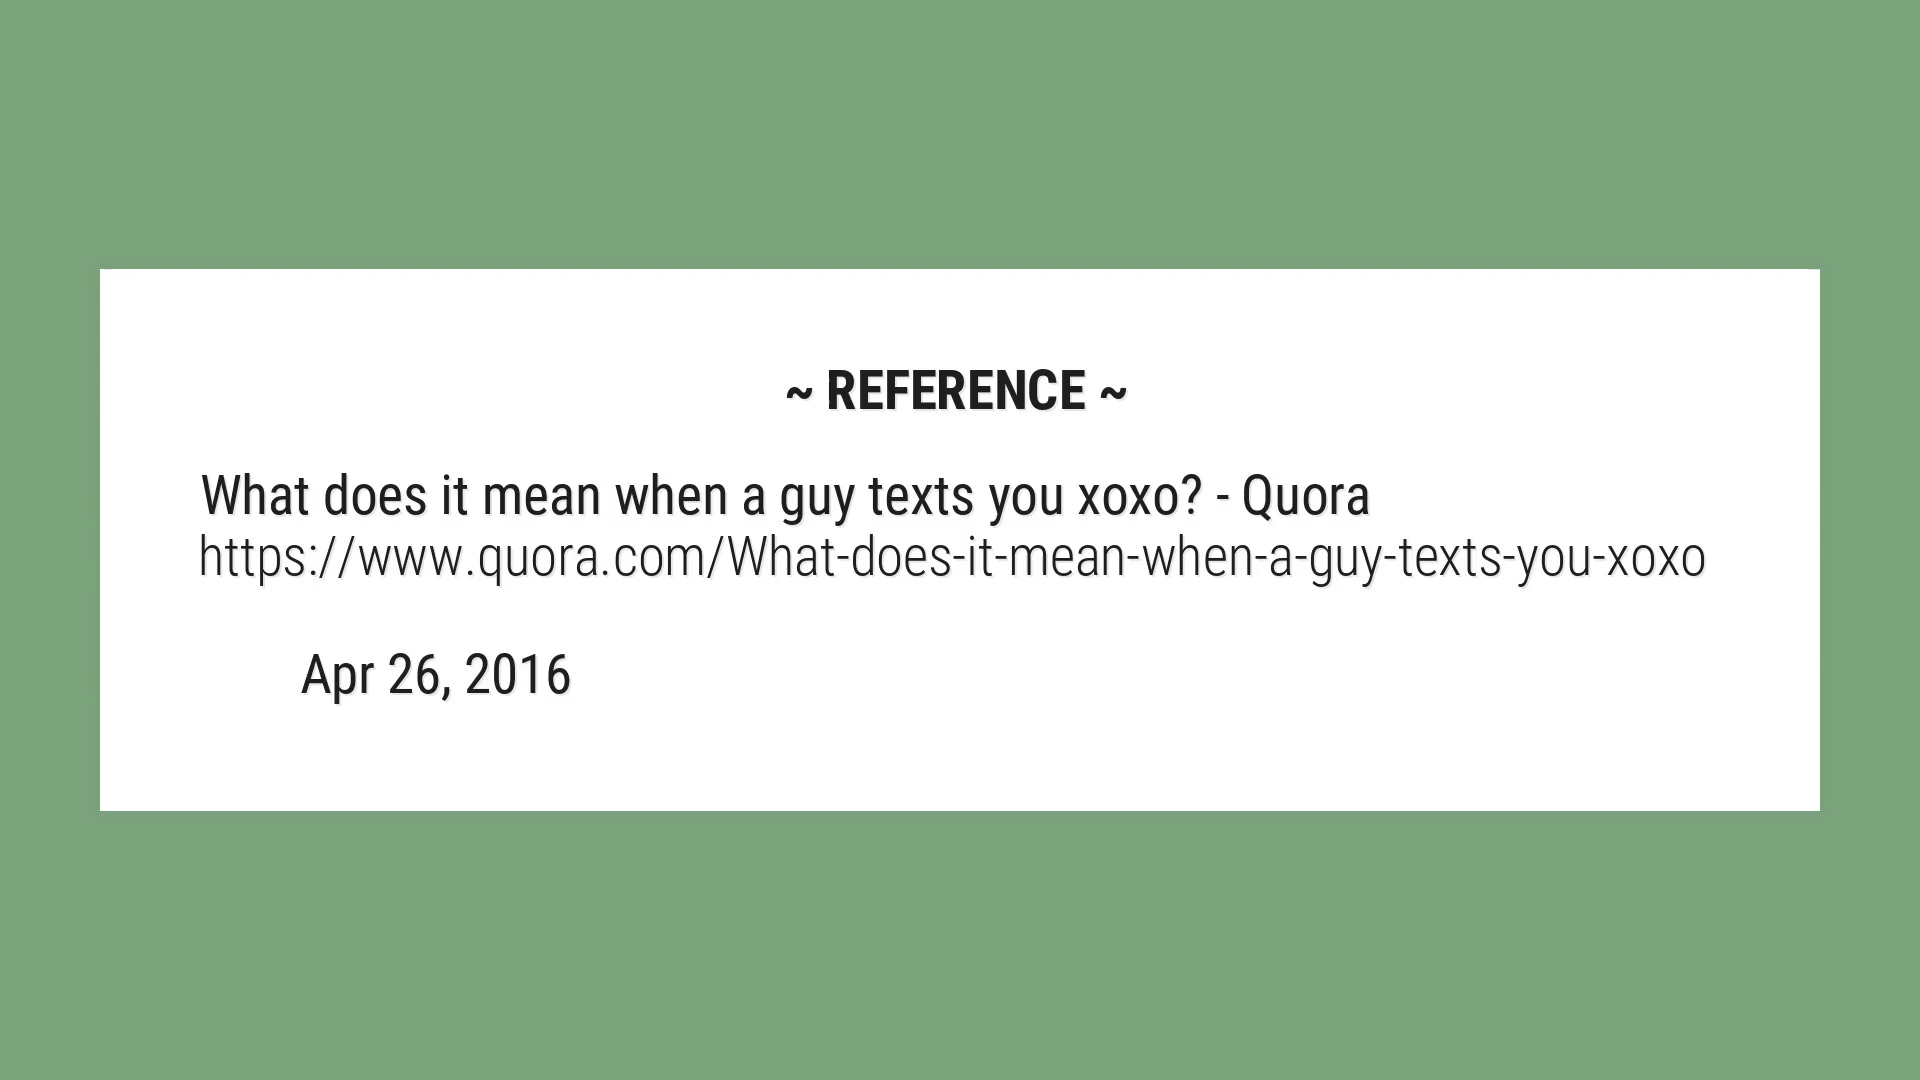 ~ REFERENCE ~
What does it mean when a guy texts you xoxo? - Quora
https://www.quora.com/What-does-it-mean-when-a-guy-texts-you-xoxo
Apr 26, 2016